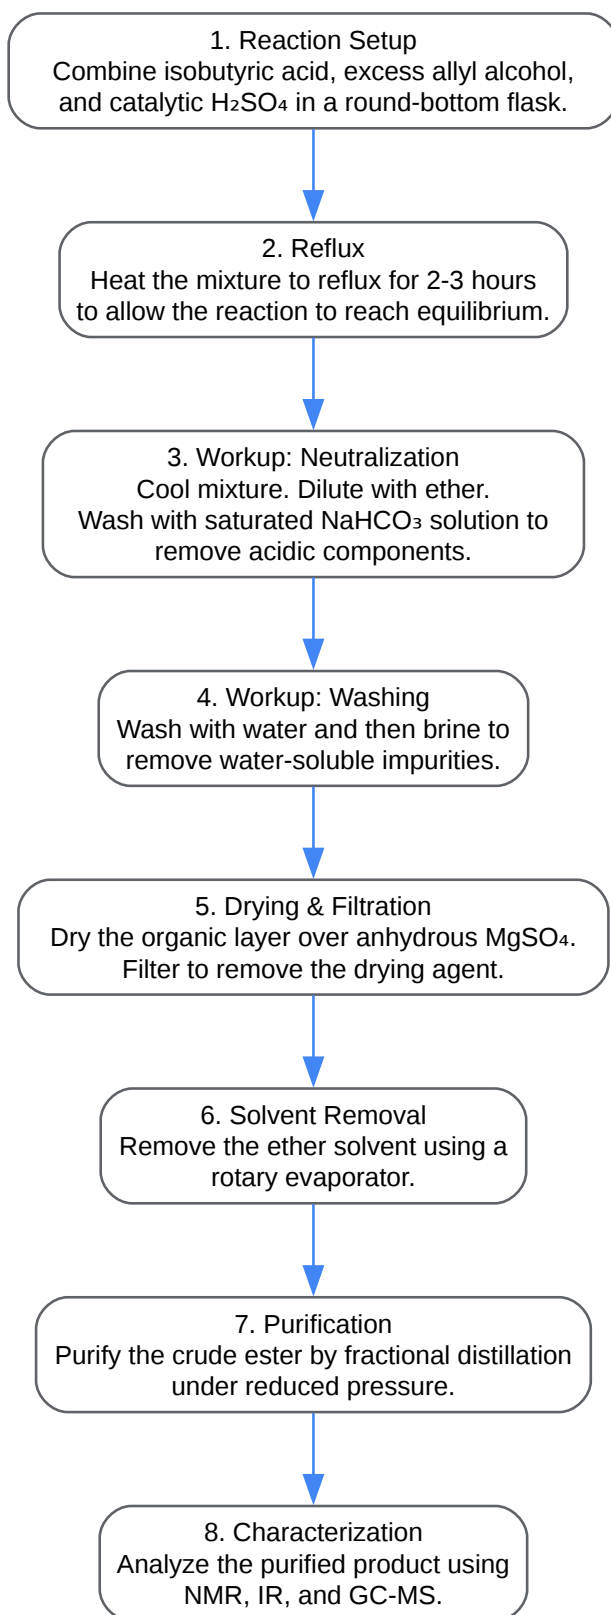 1. Reaction Setup
Combine isobutyric acid, excess allyl alcohol,
and catalytic H₂SO₄ in a round-bottom flask.
2. Reflux
Heat the mixture to reflux for 2-3 hours
to allow the reaction to reach equilibrium.
3. Workup: Neutralization
Cool mixture. Dilute with ether.
Wash with saturated NaHCO₃ solution to
remove acidic components.
4. Workup: Washing
Wash with water and then brine to
remove water-soluble impurities.
5. Drying & Filtration
Dry the organic layer over anhydrous MgSO₄.
Filter to remove the drying agent.
6. Solvent Removal
Remove the ether solvent using a
rotary evaporator.
7. Purification
Purify the crude ester by fractional distillation
under reduced pressure.
8. Characterization
Analyze the purified product using
NMR, IR, and GC-MS.